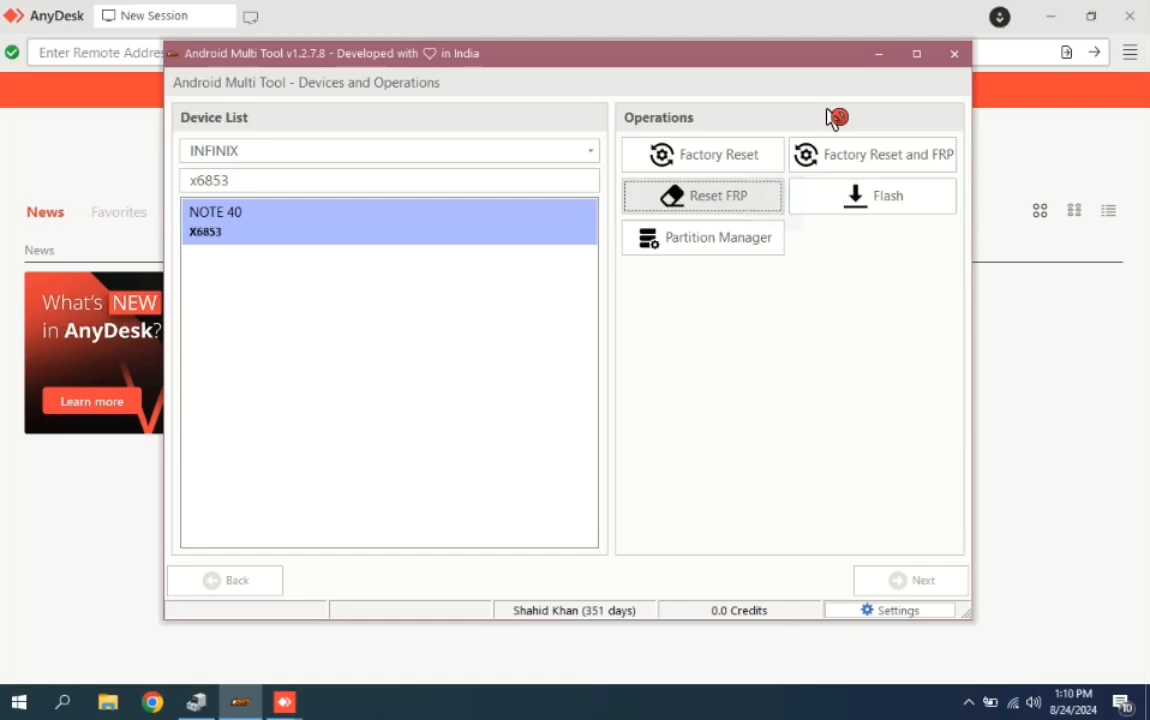 AnyDesk
New Session
Enter Remote Addre
Android Multi Tool v1.2.7.8 - Developed with ♡ in India
Android Multi Tool - Devices and Operations
Device List
INFINIX
x6853
NOTE 40
X6853
Operations
Factory Reset
Factory Reset and FRP
Reset FRP
Flash
Partition Manager
Back
Next
Shahid Khan (351 days)
0.0 Credits
Settings
News
Favorites
News
What's NEW
in AnyDesk?
Learn more
1:10 PM
8/24/2024
10